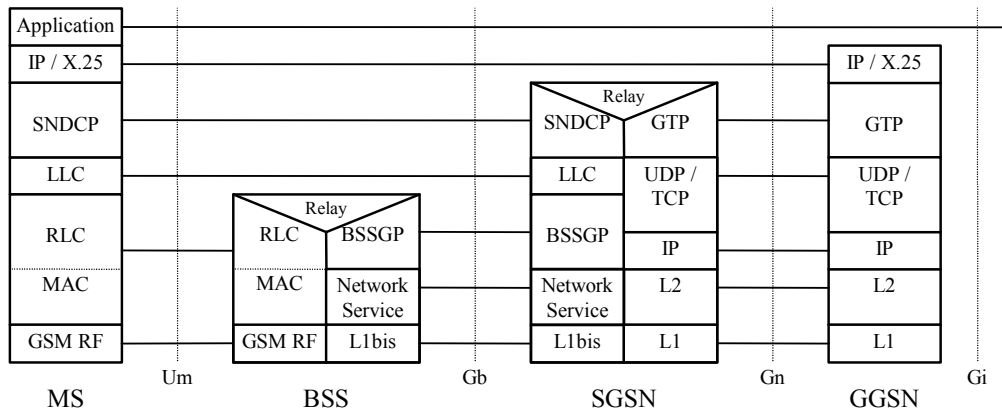 Application
IP / X.25
SNDCP
LLC
RLC
MAC
GSM RF
Relay
RLC
MAC
GSM RF
BSSGP
Network
Service
L1bis
Relay
SNDCP
LLC
BSSGP
Network
Service
L1bis
GTP
UDP /
TCP
IP
L2
L1
IP / X.25
GTP
UDP /
TCP
IP
L2
L1
Um
Gb
Gn
Gi
MS
BSS
SGSN
GGSN